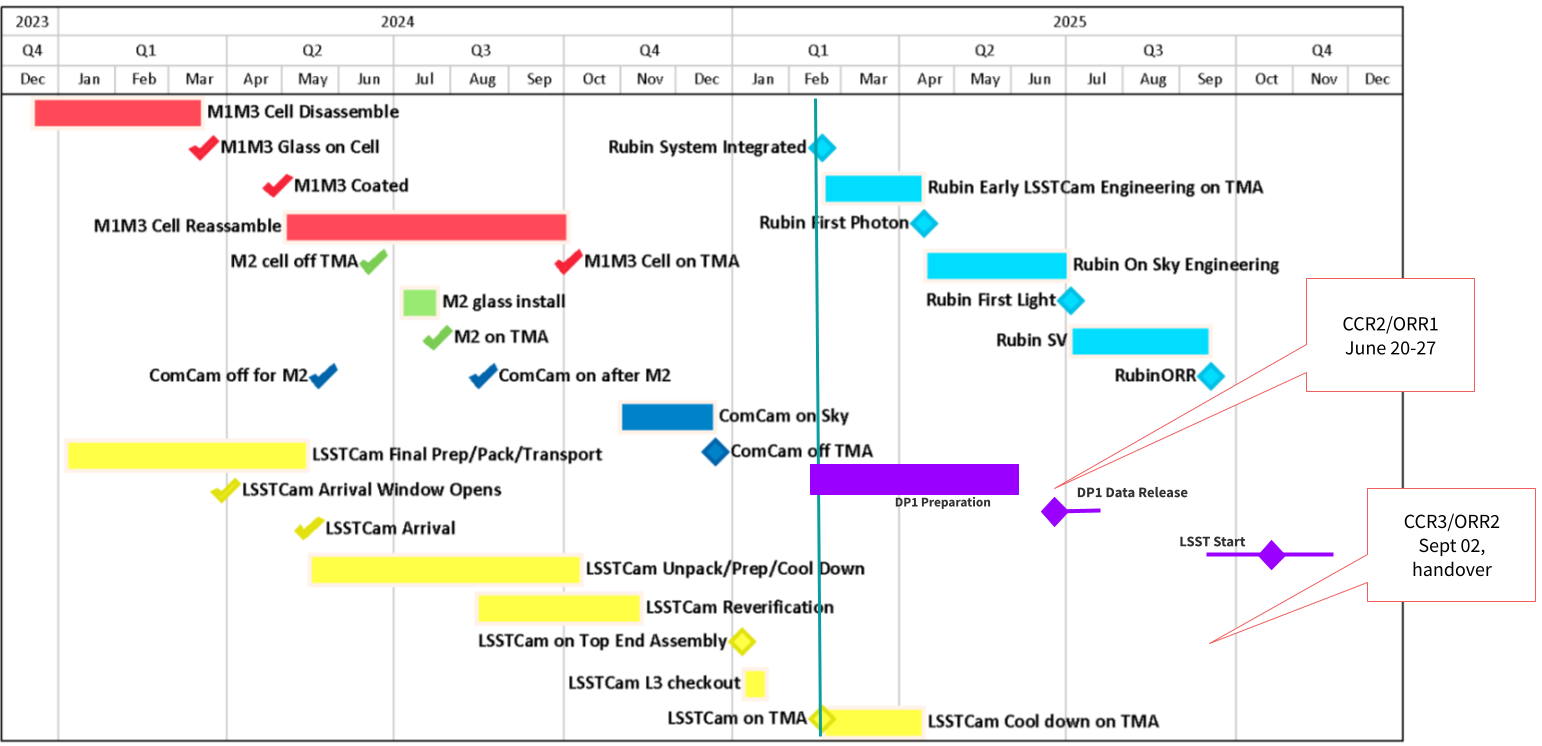 2023 2024 2025
Q4 Q1 Q2 Q3 Q4 Q1 Q2 Q3 Q4
Dec Jan Feb Mar Apr May Jun Jul Aug Sep Oct Nov Dec Jan Feb Mar Apr May Jun Jul Aug Sep Oct Nov Dec
M1M3 Cell Disassemble
M1M3 Glass on Cell
Rubin System Integrated
M1M3 Coated
Rubin Early LSSTCam Engineering on TMA
M1M3 Cell Reassamble
Rubin First Photon
M2 cell off TMA
M1M3 Cell on TMA
Rubin On Sky Engineering
M2 glass install
Rubin First Light
M2 on TMA
Rubin SV
CCR2/ORR1
June 20-27
ComCam off for M2
ComCam on after M2
RubinORR
ComCam on Sky
LSSTCam Final Prep/Pack/Transport
ComCam off TMA
LSSTCam Arrival Window Opens
DP1 Preparation
DP1 Data Release
LSSTCam Arrival
LSST Start
CCR3/ORR2
Sept 02,
handover
LSSTCam Unpack/Prep/Cool Down
LSSTCam Reverification
LSSTCam on Top End Assembly
LSSTCam L3 checkout
LSSTCam on TMA
LSSTCam Cool down on TMA